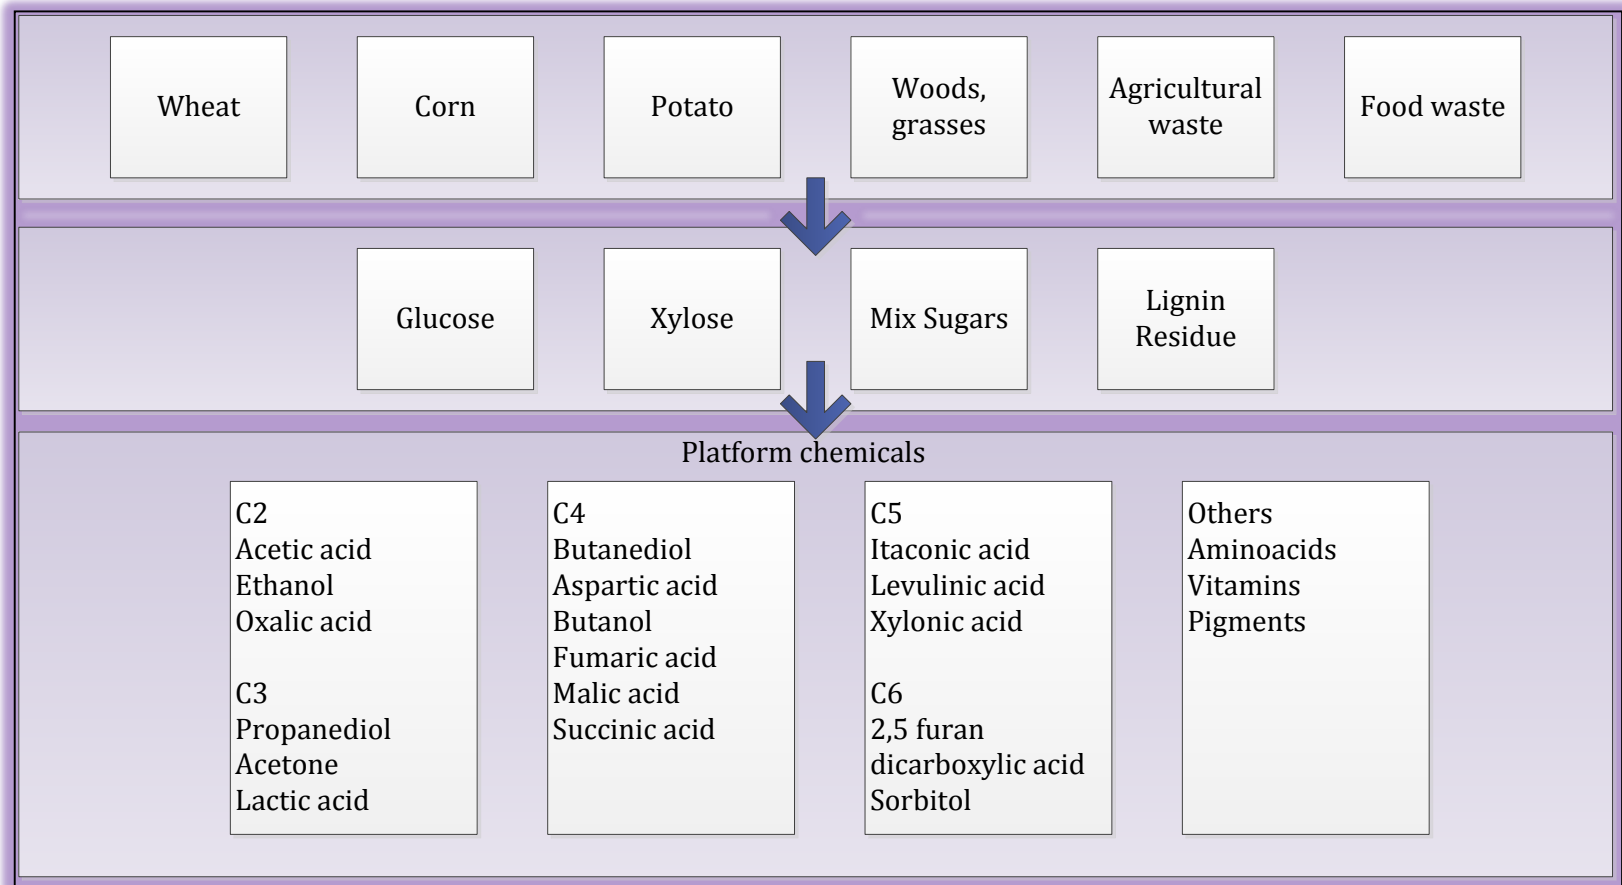 Wheat
Corn
Potato
Woods,
grasses
Agricultural
waste
Food waste
Glucose
Xylose
Mix Sugars
Lignin
Residue
Platform chemicals
C2
Acetic acid
Ethanol
Oxalic acid
C3
Propanediol
Acetone
Lactic acid
C4
Butanediol
Aspartic acid
Butanol
Fumaric acid
Malic acid
Succinic acid
C5
Itaconic acid
Levulinic acid
Xylonic acid
C6
2,5 furan
dicarboxylic acid
Sorbitol
Others
Aminoacids
Vitamins
Pigments